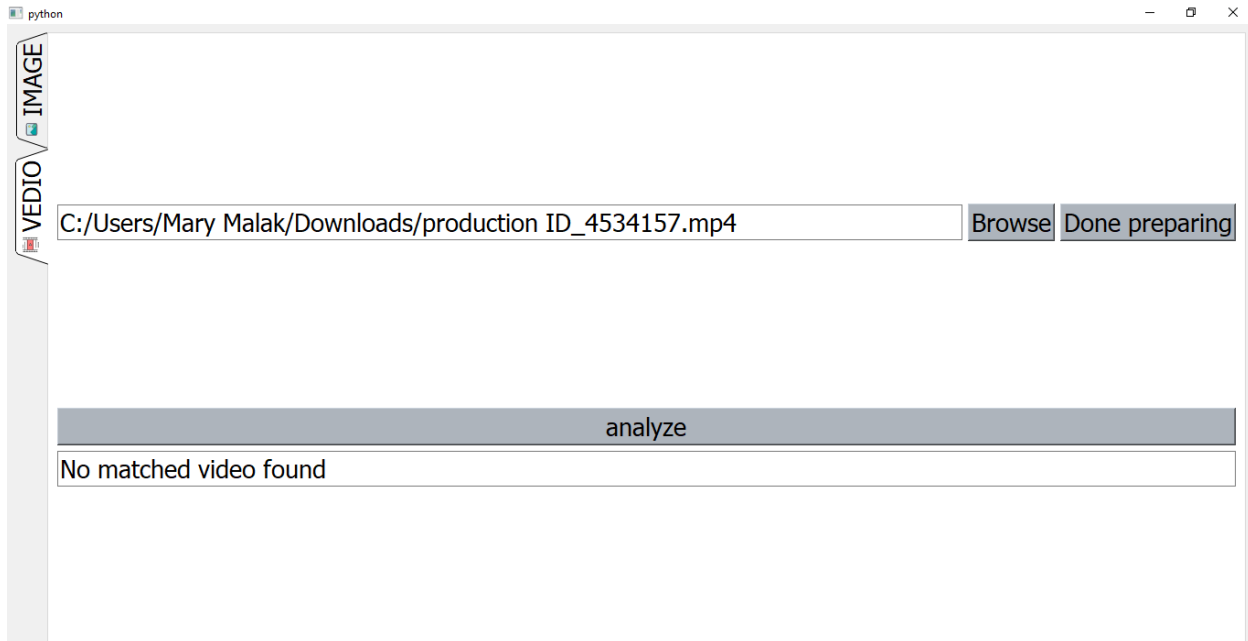 python
IMAGE
VEDIO
C:/Users/Mary Malak/Downloads/production ID_4534157.mp4
Browse
Done preparing
analyze
No matched video found